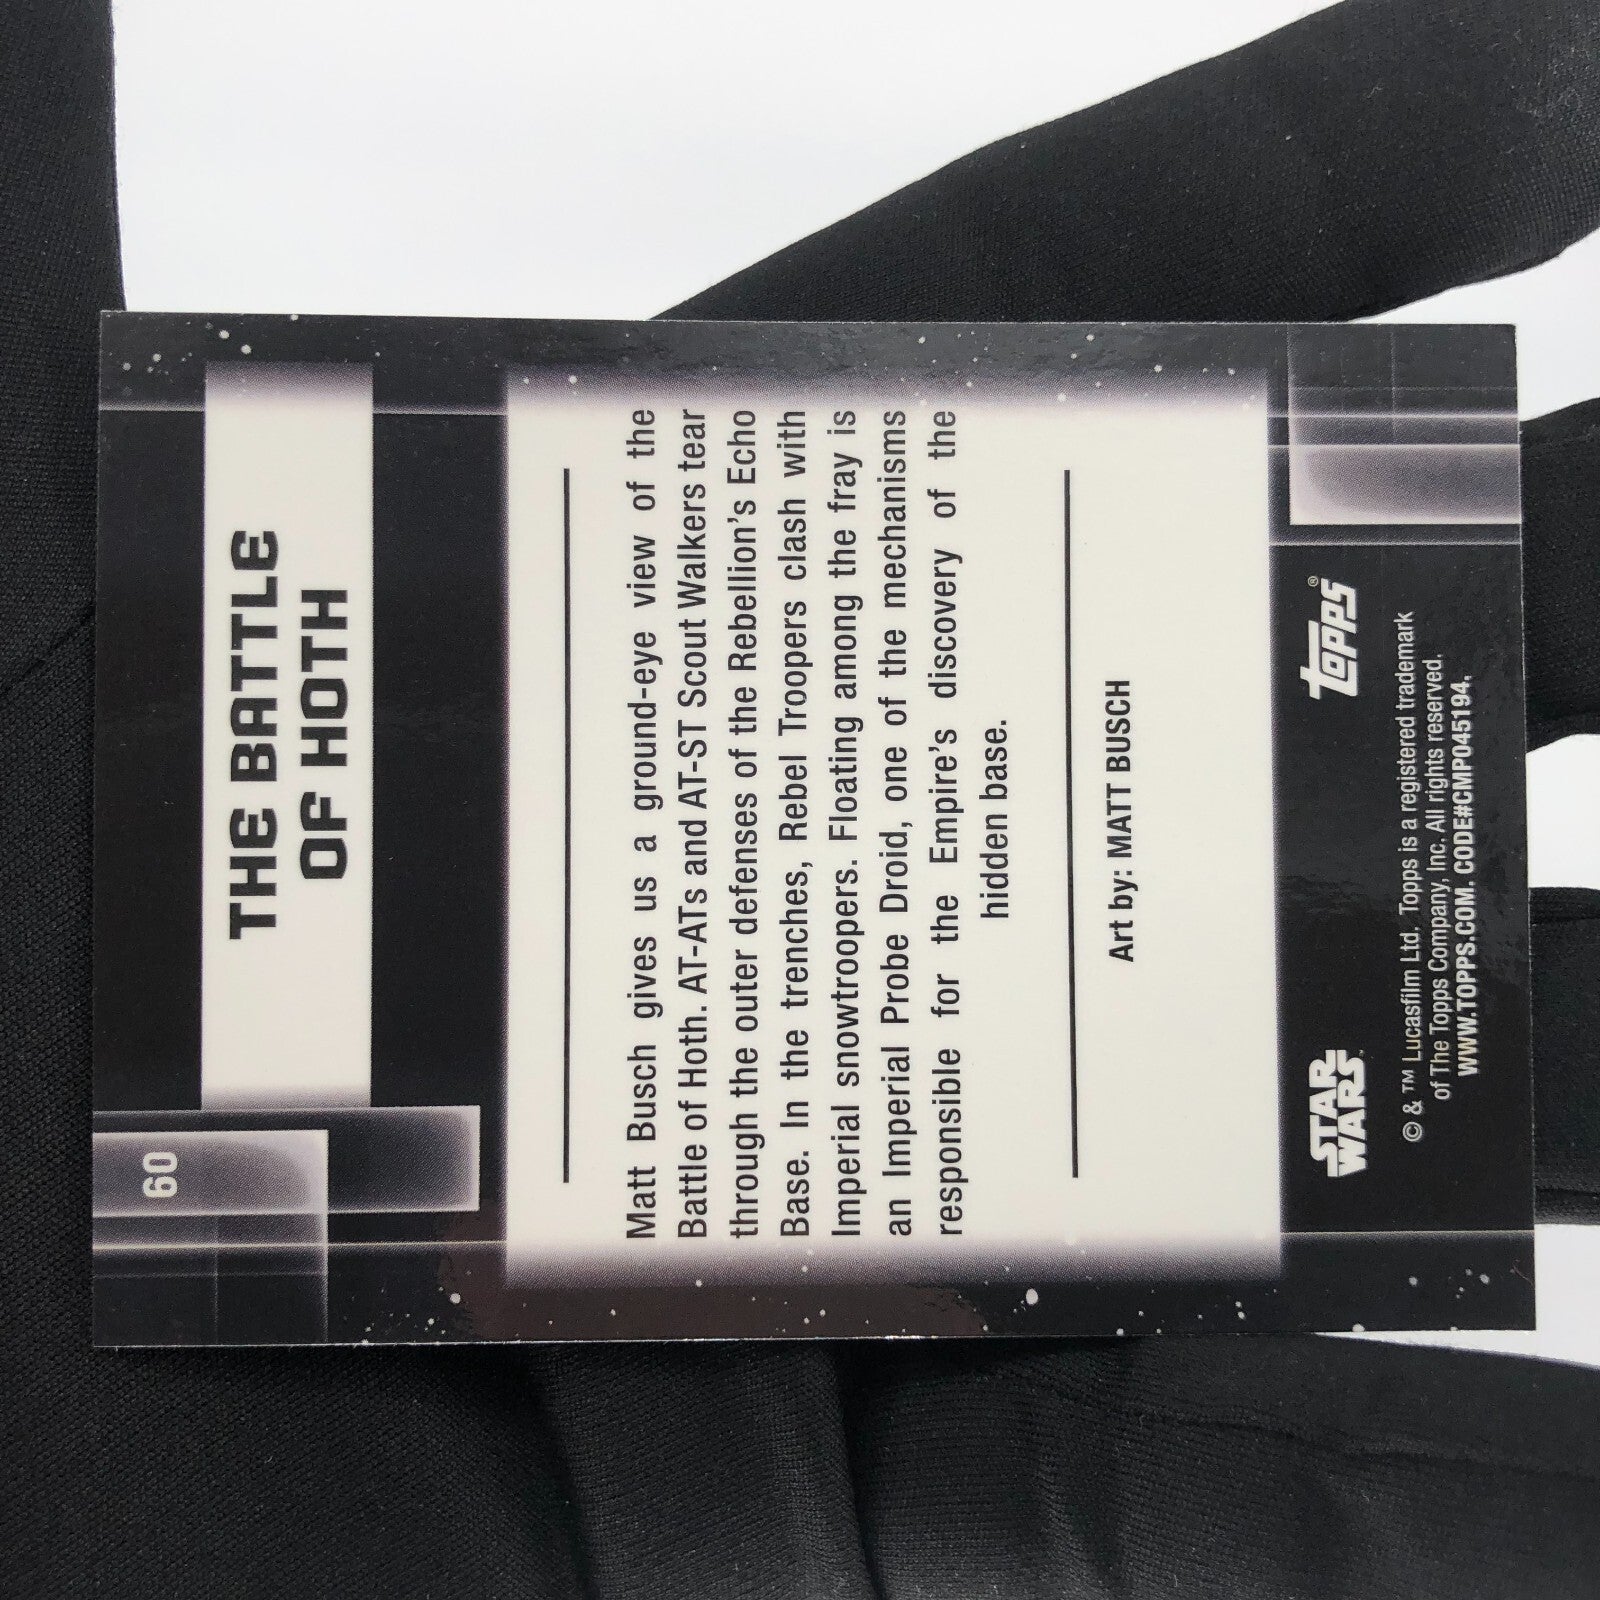 60
THE BATTLE
OF HOTH
Matt Busch gives us a ground-eye view of the
Battle of Hoth. AT-ATs and AT-ST Scout Walkers tear
through the outer defenses of the Rebellion's Echo
Base. In the trenches, Rebel Troopers clash with
Imperial snowtroopers. Floating among the fray is
an Imperial Probe Droid, one of the mechanisms
responsible for the Empire's discovery of the
hidden base.
Art by: MATT BUSCH
STAR
WARS™
topps®
© & ™ Lucasfilm Ltd. Topps is a registered trademark
of The Topps Company, Inc. All rights reserved.
WWW.TOPPS.COM. CODE#CMP045194.